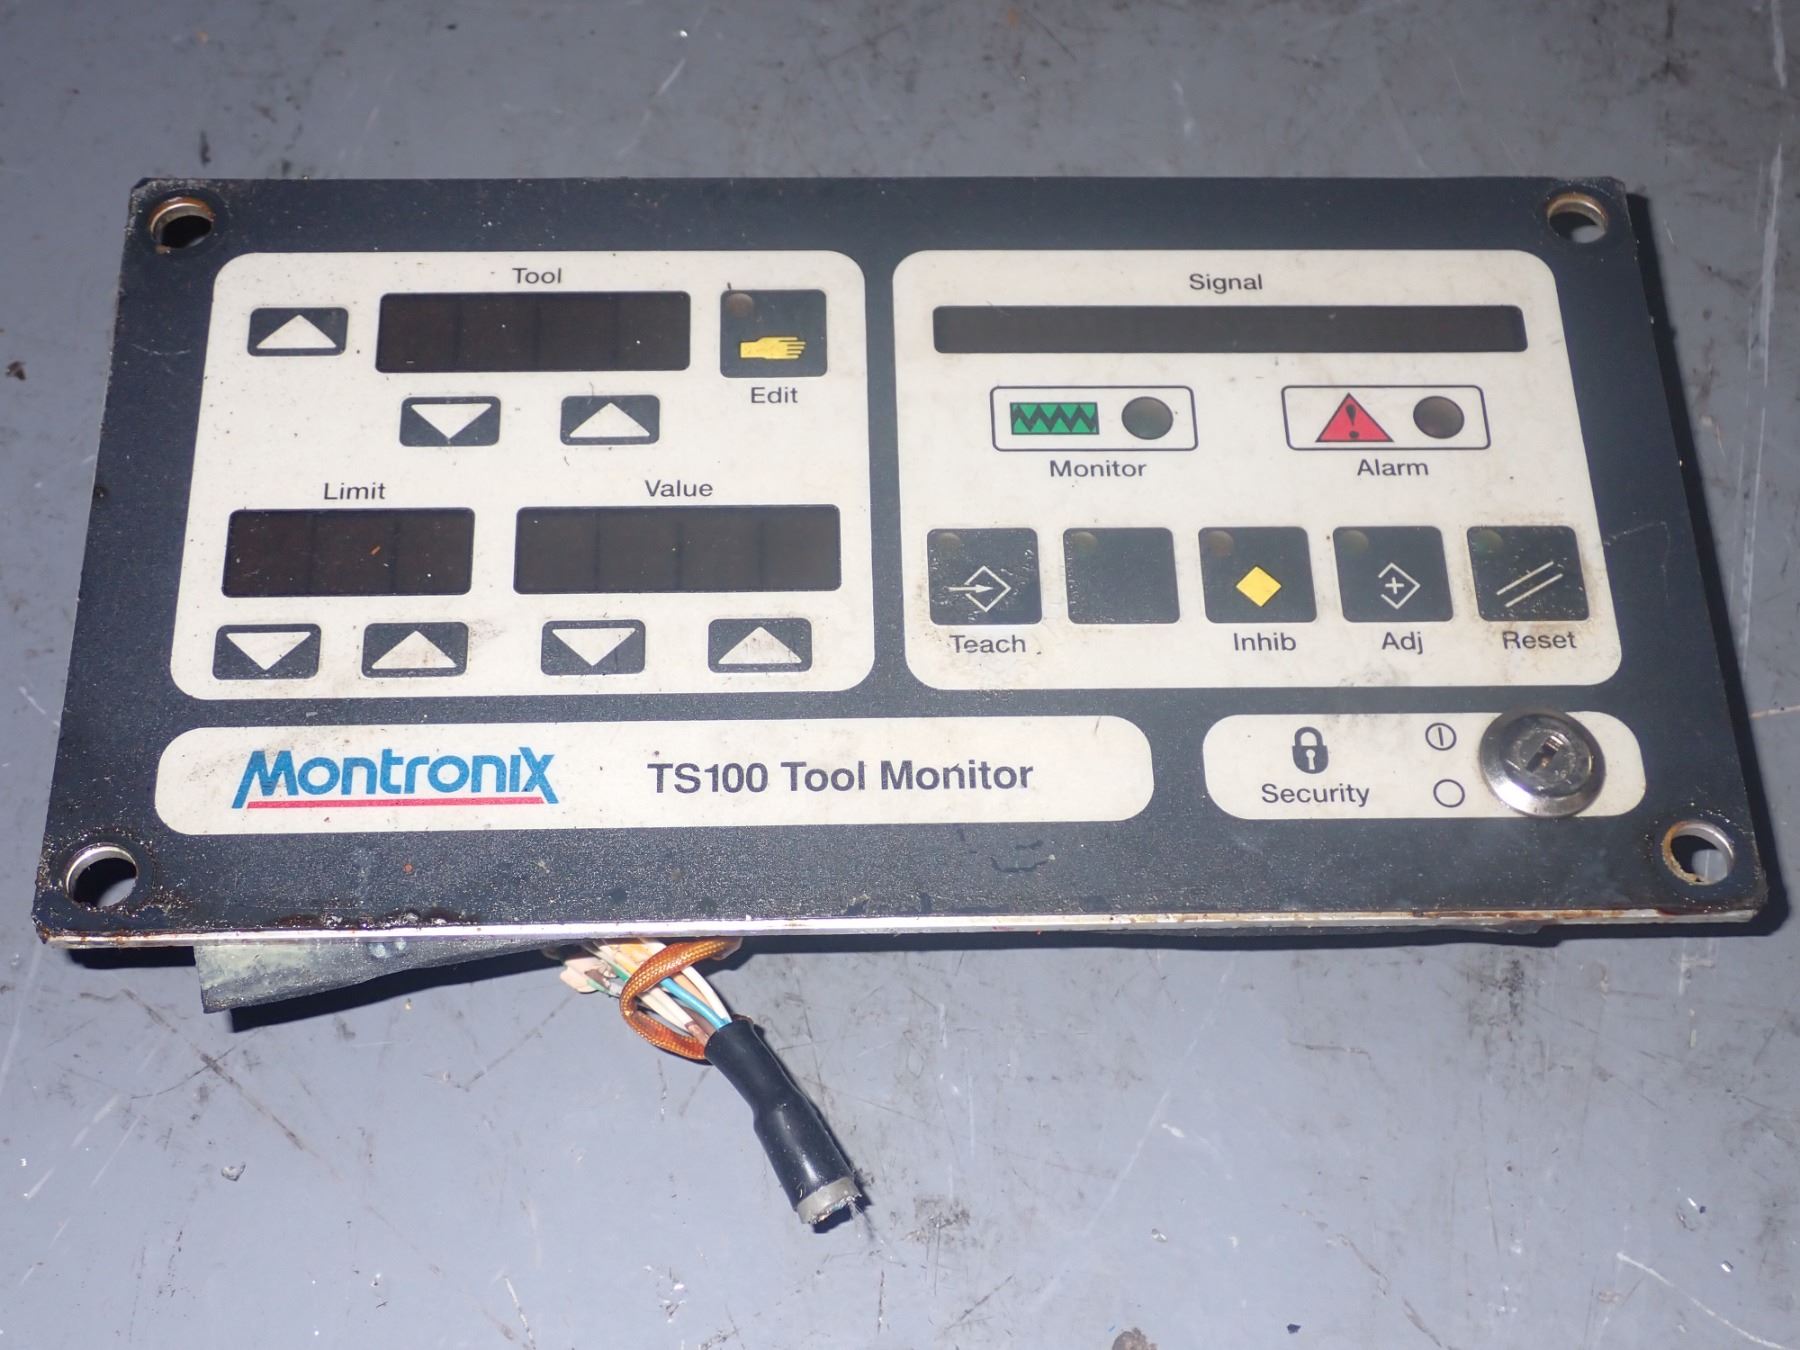 Tool
Edit
Limit
Value
Signal
Monitor
Alarm
Teach
Inhib
Adj
Reset
Montronix
TS100 Tool Monitor
Security